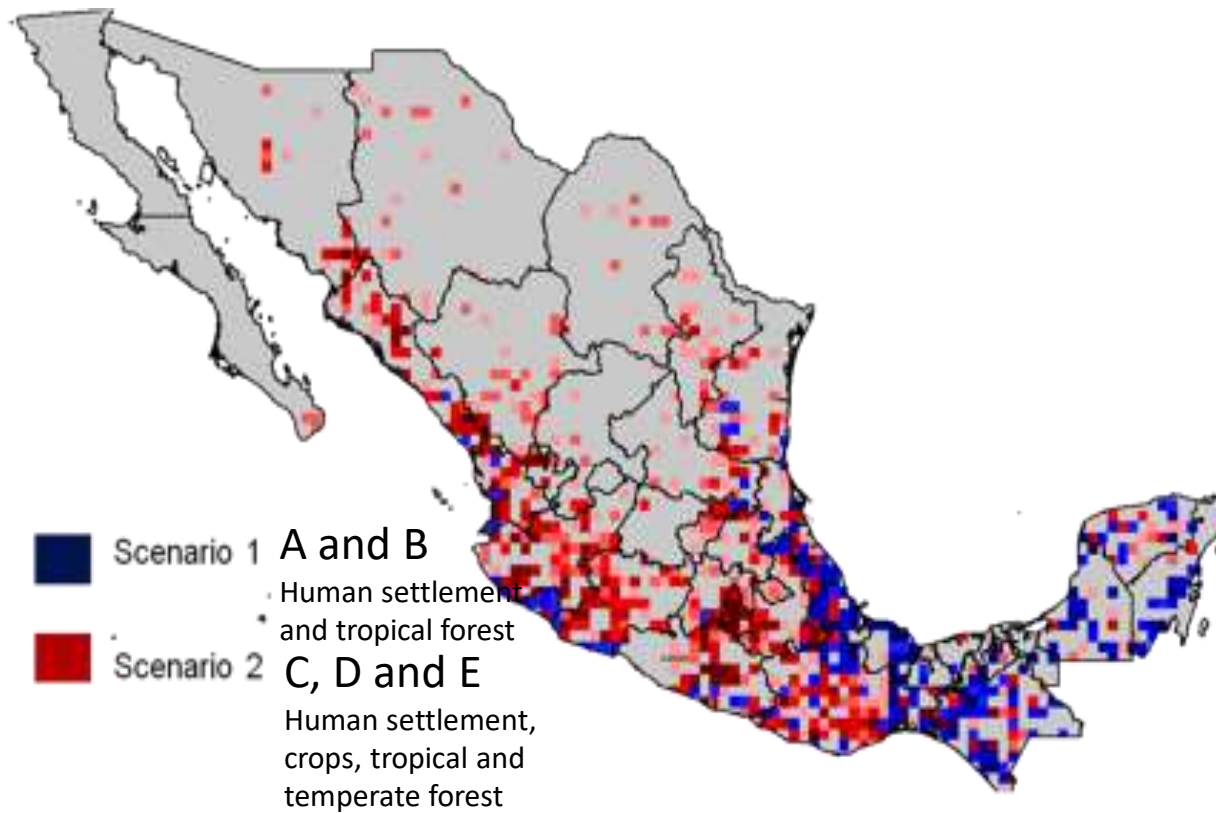 Scenario 1
A and B
Human settlement
and tropical forest
Scenario 2
C, D and E
Human settlement,
crops, tropical and
temperate forest